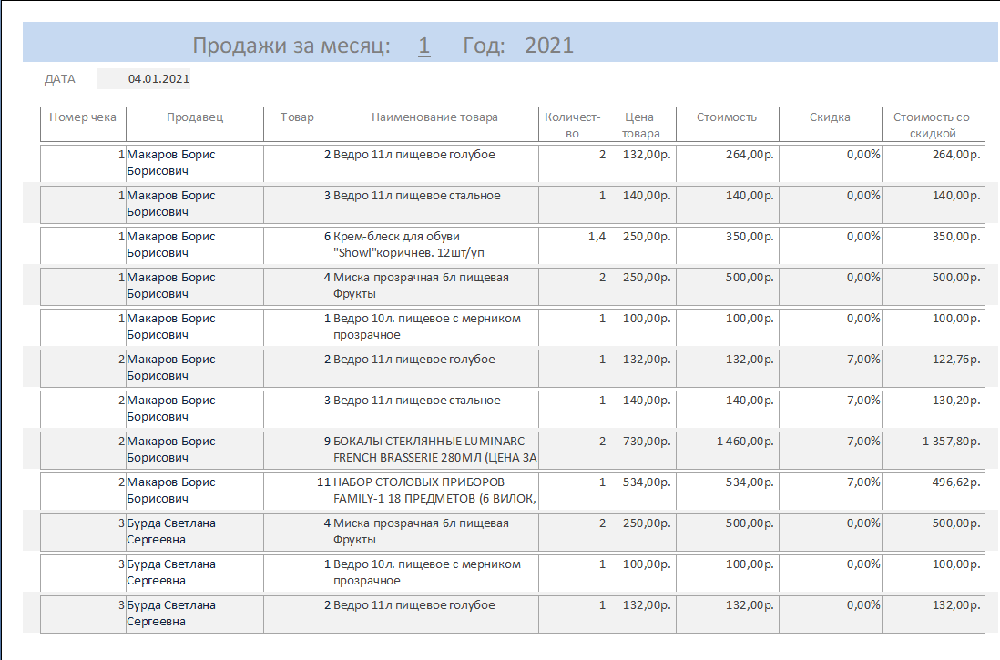 Продажи за месяц: 1 Год: 2021
ДАТА 04.01.2021
Номер чека Продавец Товар Наименование товара Количест-во Цена товара Стоимость Скидка Стоимость со скидкой
1 Макаров Борис Борисович 2 Ведро 11л пищевое голубое 2 132,00р. 264,00р. 0,00% 264,00р.
1 Макаров Борис Борисович 3 Ведро 11л пищевое стальное 1 140,00р. 140,00р. 0,00% 140,00р.
1 Макаров Борис Борисович 6 Крем-блеск для обуви "Showl"коричнев. 12шт/уп 1,4 250,00р. 350,00р. 0,00% 350,00р.
1 Макаров Борис Борисович 4 Миска прозрачная 6л пищевая Фрукты 2 250,00р. 500,00р. 0,00% 500,00р.
1 Макаров Борис Борисович 1 Ведро 10л. пищевое с мерником прозрачное 1 100,00р. 100,00р. 0,00% 100,00р.
2 Макаров Борис Борисович 2 Ведро 11л пищевое голубое 1 132,00р. 132,00р. 7,00% 122,76р.
2 Макаров Борис Борисович 3 Ведро 11л пищевое стальное 1 140,00р. 140,00р. 7,00% 130,20р.
2 Макаров Борис Борисович 9 БОКАЛЫ СТЕКЛЯННЫЕ LUMINARC FRENCH BRASSERIE 280МЛ (ЦЕНА ЗА 2 730,00р. 1 460,00р. 7,00% 1 357,80р.
2 Макаров Борис Борисович 11 НАБОР СТОЛОВЫХ ПРИБОРОВ FAMILY-1 18 ПРЕДМЕТОВ (6 ВИЛОК, 1 534,00р. 534,00р. 7,00% 496,62р.
3 Бурда Светлана Сергеевна 4 Миска прозрачная 6л пищевая Фрукты 2 250,00р. 500,00р. 0,00% 500,00р.
3 Бурда Светлана Сергеевна 1 Ведро 10л. пищевое с мерником прозрачное 1 100,00р. 100,00р. 0,00% 100,00р.
3 Бурда Светлана Сергеевна 2 Ведро 11л пищевое голубое 1 132,00р. 132,00р. 0,00% 132,00р.